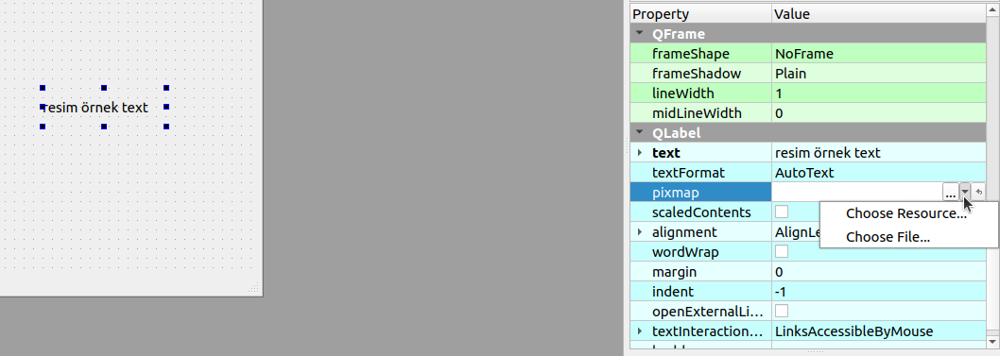 resim örnek text
Property Value
QFrame
frameShape NoFrame
frameShadow Plain
lineWidth 1
midLineWidth 0
QLabel
text resim örnek text
textFormat AutoText
pixmap ...
scaledContents
Choose Resource...
alignment AlignLe
Choose File...
wordWrap
margin 0
indent -1
openExternalLi...
textInteraction... LinksAccessibleByMouse